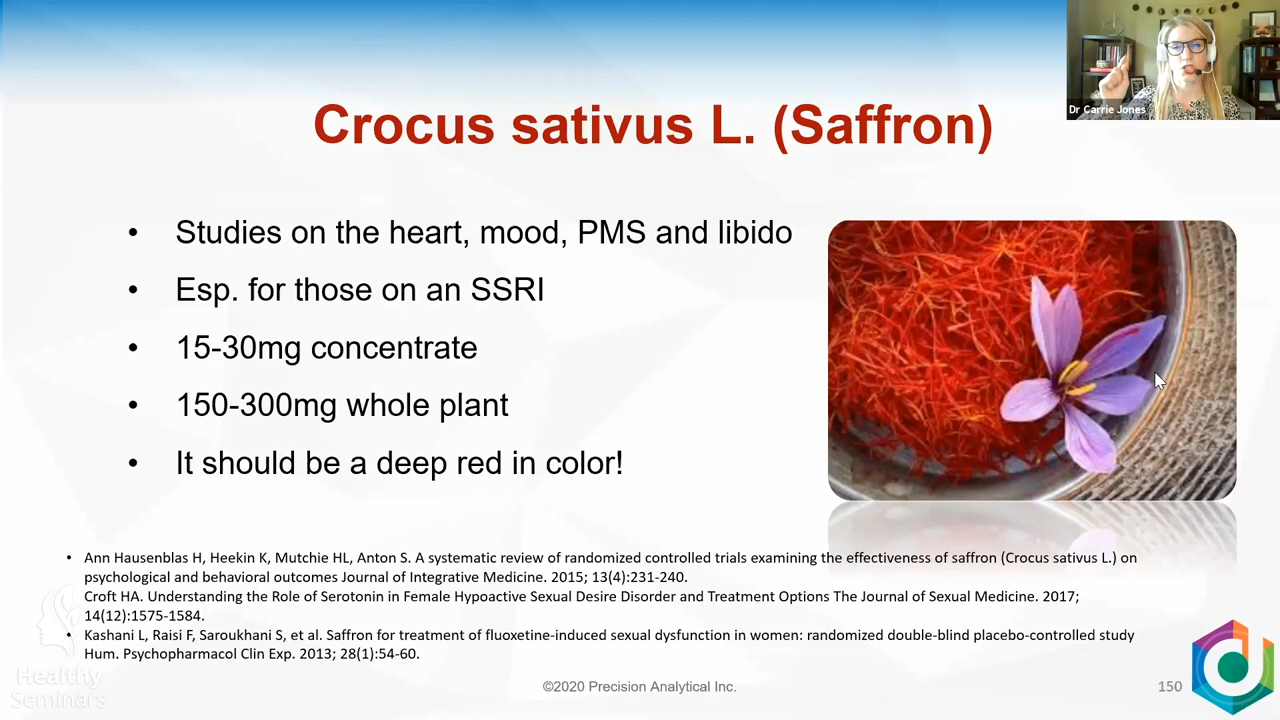 Dr Carrie Jones
Crocus sativus L. (Saffron)
• Studies on the heart, mood, PMS and libido
• Esp. for those on an SSRI
• 15-30mg concentrate
• 150-300mg whole plant
• It should be a deep red in color!
• Ann Hausenblas H, Heekin K, Mutchie HL, Anton S. A systematic review of randomized controlled trials examining the effectiveness of saffron (Crocus sativus L.) on
psychological and behavioral outcomes Journal of Integrative Medicine. 2015; 13(4):231-240.
Croft HA. Understanding the Role of Serotonin in Female Hypoactive Sexual Desire Disorder and Treatment Options The Journal of Sexual Medicine. 2017;
14(12):1575-1584.
• Kashani L, Raisi F, Saroukhani S, et al. Saffron for treatment of fluoxetine-induced sexual dysfunction in women: randomized double-blind placebo-controlled study
Hum. Psychopharmacol Clin Exp. 2013; 28(1):54-60.
Healthy
Seminars
©2020 Precision Analytical Inc.
150